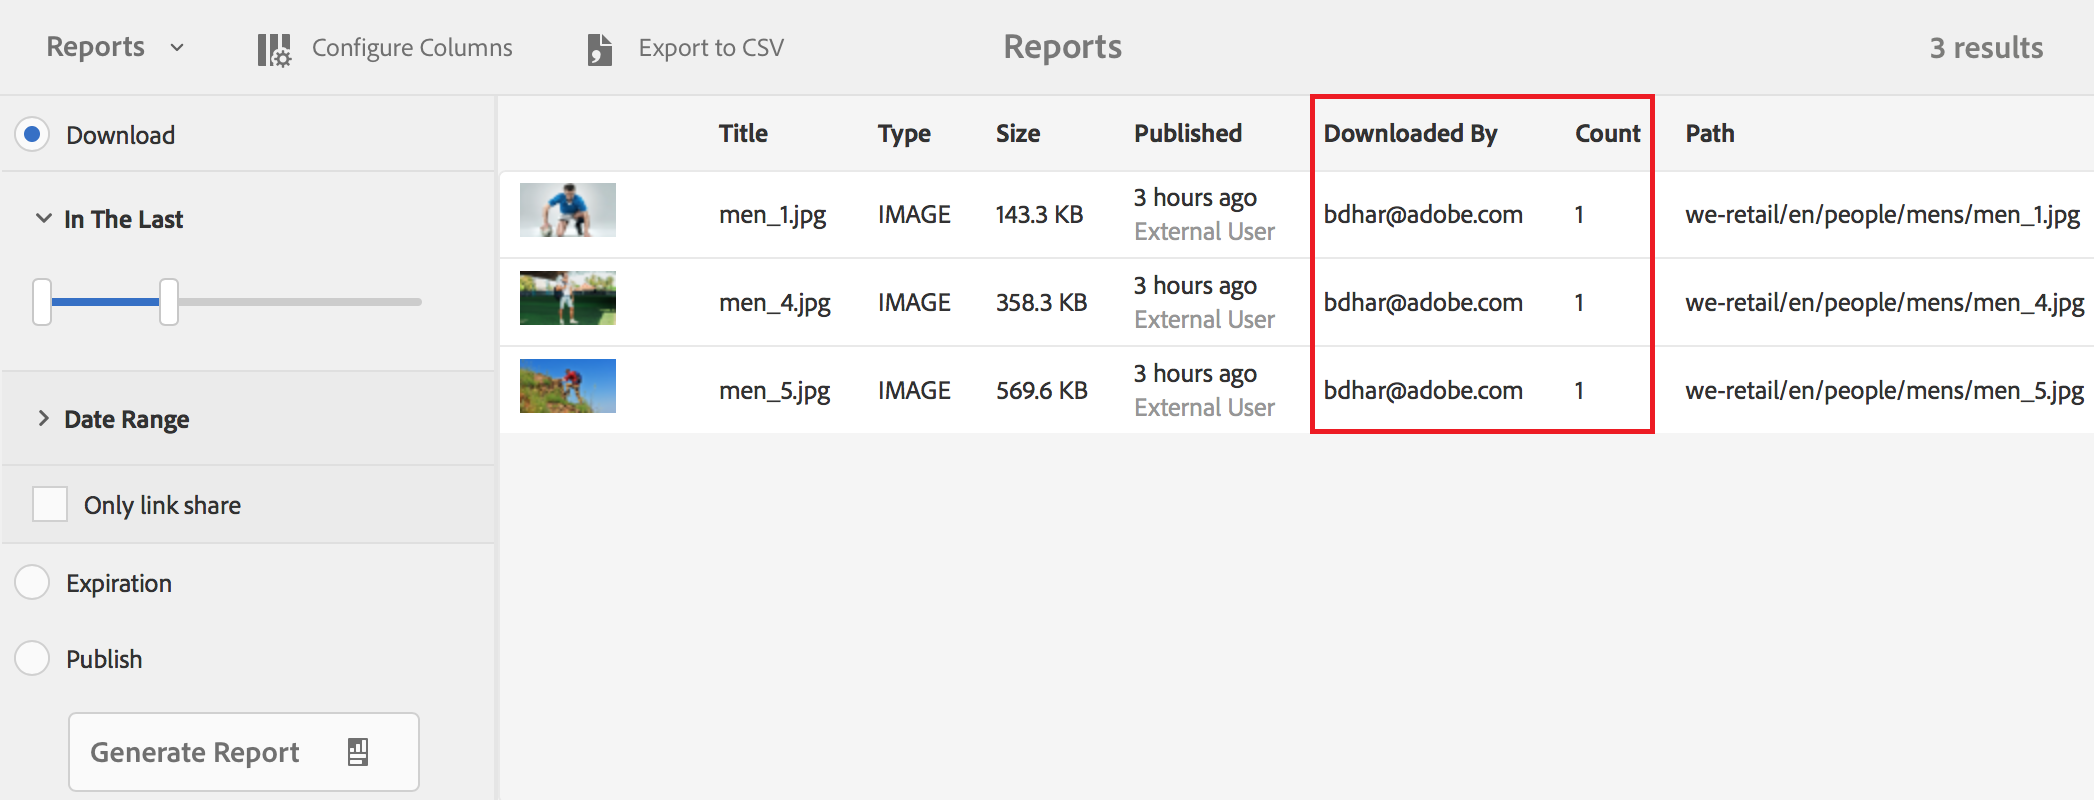 Reports Configure Columns Export to CSV Reports 3 results
Download
In The Last
Date Range
Only link share
Expiration
Publish
Generate Report
Title Type Size Published Downloaded By Count Path
men_1.jpg IMAGE 143.3 KB 3 hours ago External User bdhar@adobe.com 1 we-retail/en/people/mens/men_1.jpg
men_4.jpg IMAGE 358.3 KB 3 hours ago External User bdhar@adobe.com 1 we-retail/en/people/mens/men_4.jpg
men_5.jpg IMAGE 569.6 KB 3 hours ago External User bdhar@adobe.com 1 we-retail/en/people/mens/men_5.jpg